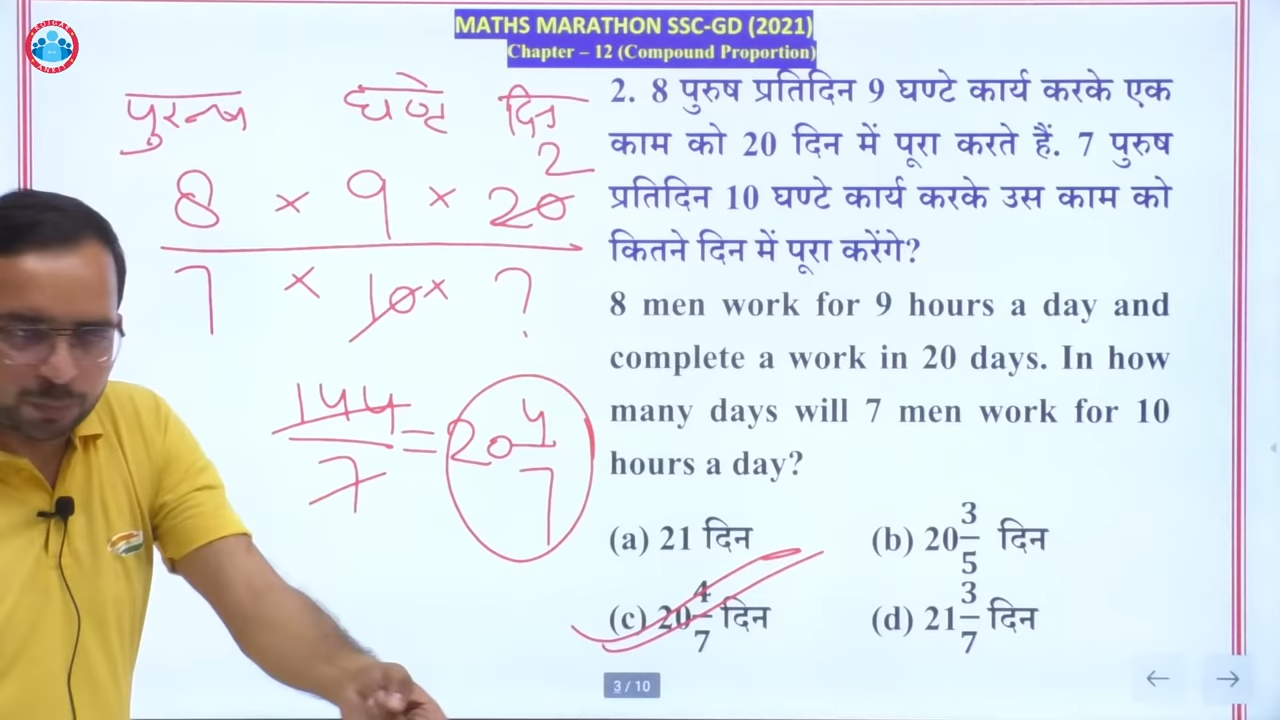 MATHS MARATHON SSC-GD (2021)
Chapter – 12 (Compound Proportion)
ROJGAR
ANKIT
पुरुष घण्टे दिन
2
8 × 9 × 20
7 × 10 × ?
144/7 = 20 4/7
2. 8 पुरुष प्रतिदिन 9 घण्टे कार्य करके एक
काम को 20 दिन में पूरा करते हैं. 7 पुरुष
प्रतिदिन 10 घण्टे कार्य करके उस काम को
कितने दिन में पूरा करेंगे?
8 men work for 9 hours a day and
complete a work in 20 days. In how
many days will 7 men work for 10
hours a day?
(a) 21 दिन (b) 20 3/5 दिन
(c) 20 4/7 दिन (d) 21 3/7 दिन
3 / 10